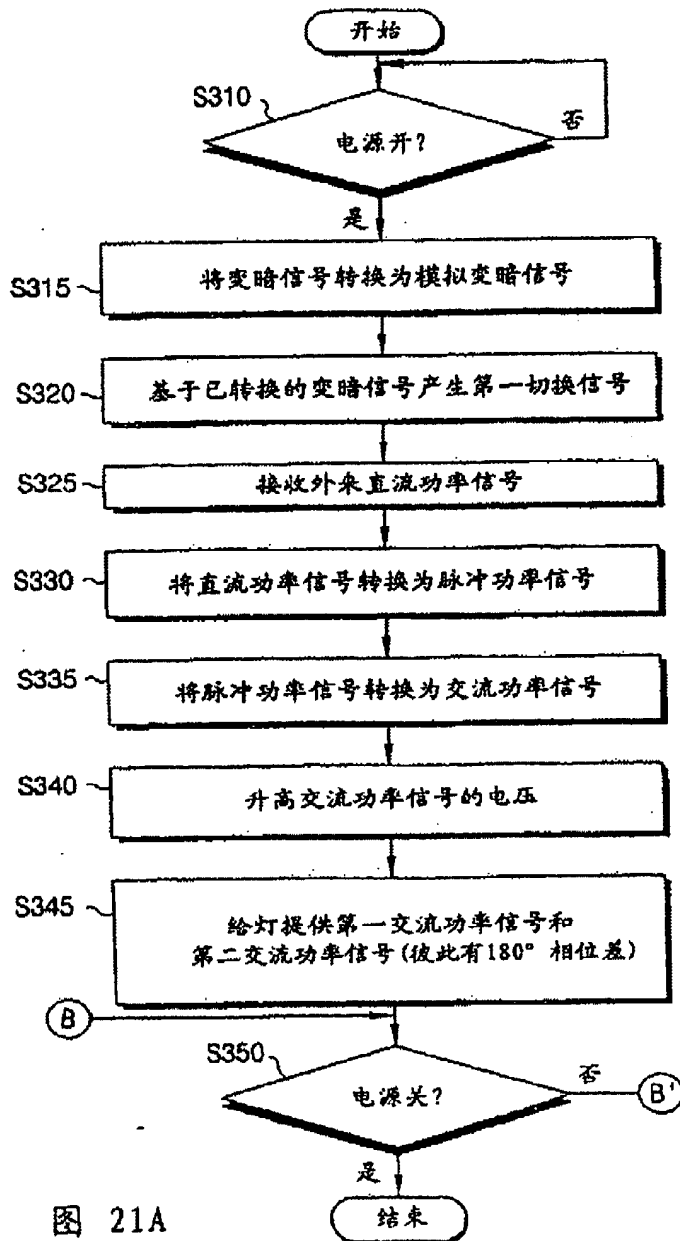 开始
S310
否
电源开?
是
S315
将变暗信号转换为模拟变暗信号
S320
基于已转换的变暗信号产生第一切换信号
S325
接收外来直流功率信号
S330
将直流功率信号转换为脉冲功率信号
S335
将脉冲功率信号转换为交流功率信号
S340
升高交流功率信号的电压
S345
给灯提供第一交流功率信号和
第二交流功率信号(彼此有180° 相位差)
B
S350
否
电源关?
B'
是
图 21A
结束